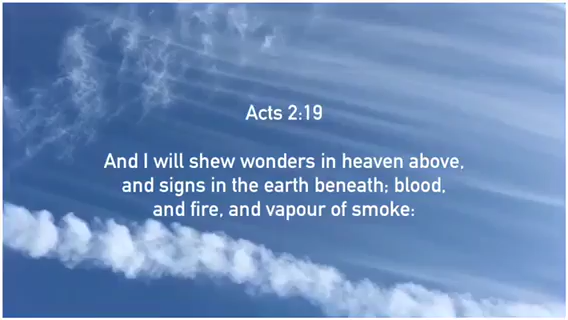 Acts 2:19
And I will shew wonders in heaven above,
and signs in the earth beneath; blood,
and fire, and vapour of smoke: